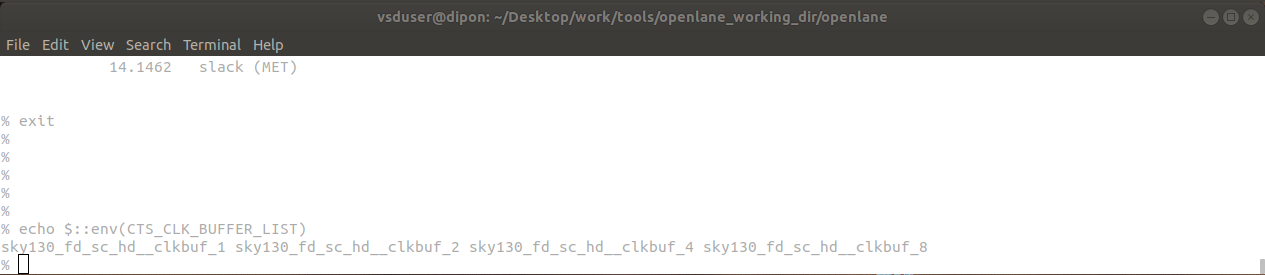 vsduser@dipon: ~/Desktop/work/tools/openlane_working_dir/openlane
File Edit View Search Terminal Help
14.1462 slack (MET)
% exit
%
%
%
%
%
% echo $::env(CTS_CLK_BUFFER_LIST)
sky130_fd_sc_hd__clkbuf_1 sky130_fd_sc_hd__clkbuf_2 sky130_fd_sc_hd__clkbuf_4 sky130_fd_sc_hd__clkbuf_8
%